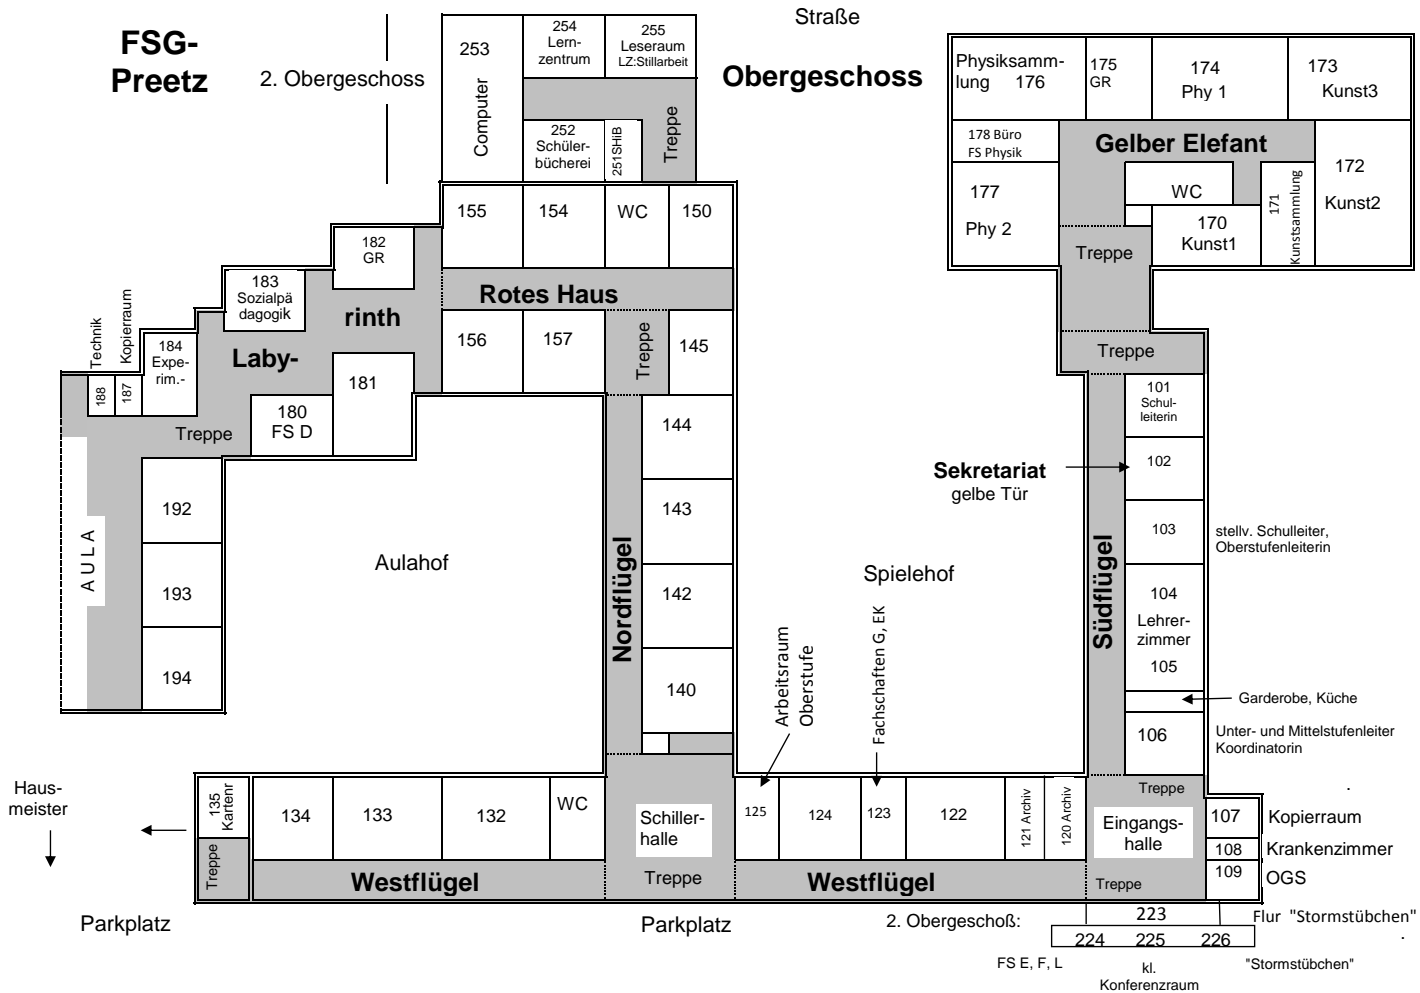 Straße
FSG-
Preetz
2. Obergeschoss
Obergeschoss
253
Computer
254
Lern-
zentrum
255
Leseraum
LZ:Stillarbeit
252
Schüler-
bücherei
251SHiB
Treppe
Physiksamm-
lung 176
175
GR
174
Phy 1
173
Kunst3
178 Büro
FS Physik
Gelber Elefant
177
Phy 2
WC
170
Kunst1
171
Kunstsammlung
172
Kunst2
Treppe
155
154
WC
150
182
GR
183
Sozialpä
dagogik
Rotes Haus
rinth
Laby-
Technik
Kopierraum
188
187
184
Expe-
rim.-
181
180
FS D
Treppe
156
157
Treppe
145
144
143
142
140
Nordflügel
192
193
194
AULA
Aulahof
Spielehof
Treppe
101
Schul-
leiterin
Sekretariat
gelbe Tür
102
103
stellv. Schulleiter,
Oberstufenleiterin
Südflügel
104
Lehrer-
zimmer
105
Garderobe, Küche
106
Unter- und Mittelstufenleiter
Koordinatorin
Arbeitsraum
Oberstufe
Fachschaften G, EK
Haus-
meister
135
Kartenr
Treppe
134
133
132
WC
Schiller-
halle
125
124
123
122
121 Archiv
120 Archiv
Treppe
Eingangs-
halle
107
Kopierraum
108
Krankenzimmer
109
OGS
Westflügel
Treppe
Westflügel
Treppe
Parkplatz
Parkplatz
2. Obergeschoß:
223
Flur "Stormstübchen"
224
225
226
FS E, F, L
kl.
Konferenzraum
"Stormstübchen"